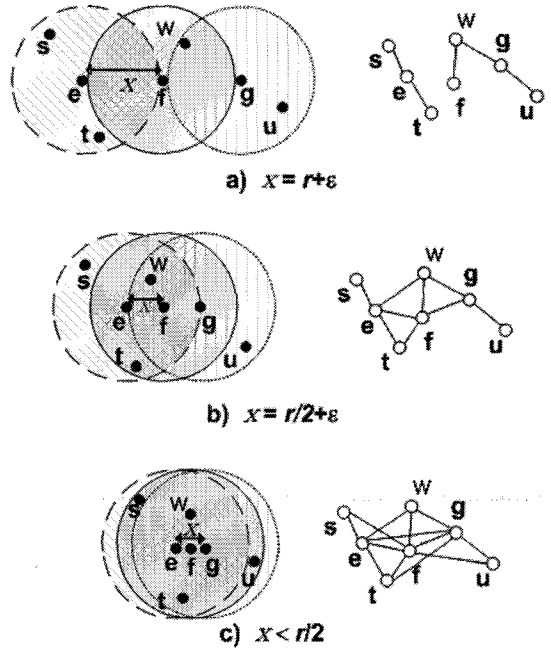 s
w
e
x
f
g
t
u
w
s
g
e
f
t
u
a) x = r+ε
s
w
e
x
f
g
t
u
w
s
g
e
f
t
u
b) x = r/2+ε
s
w
x
e f g
t
u
w
s
g
e
f
t
u
c) x < r/2